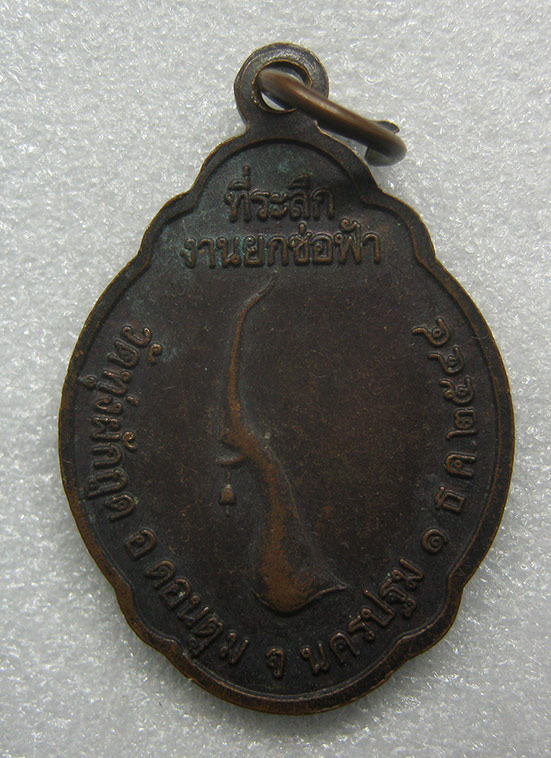 ที่ระลึก
งานยกช่อฟ้า
วัดทุ่งผักกูด อ ดอนตูม จ นครปฐม ๑ ธ ค ๒๕๔๔